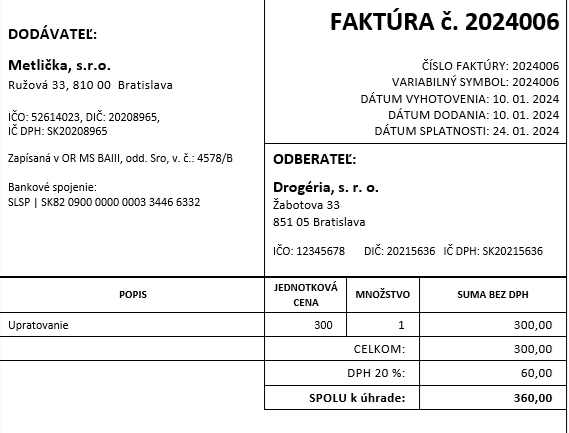 DODÁVATEĽ:
Metlička, s.r.o.
Ružová 33, 810 00  Bratislava
IČO: 52614023, DIČ: 20208965,
IČ DPH: SK20208965
Zapísaná v OR MS BAIII, odd. Sro, v. č.: 4578/B
Bankové spojenie:
SLSP | SK82 0900 0000 0003 3446 6332
FAKTÚRA č. 2024006
ČÍSLO FAKTÚRY: 2024006
VARIABILNÝ SYMBOL: 2024006
DÁTUM VYHOTOVENIA: 10. 01. 2024
DÁTUM DODANIA: 10. 01. 2024
DÁTUM SPLATNOSTI: 24. 01. 2024
ODBERATEĽ:
Drogéria, s. r. o.
Žabotova 33
851 05 Bratislava
IČO: 12345678 DIČ: 20215636 IČ DPH: SK20215636
POPIS JEDNOTKOVÁ CENA MNOŽSTVO SUMA BEZ DPH
Upratovanie 300 1 300,00
CELKOM: 300,00
DPH 20 %: 60,00
SPOLU k úhrade: 360,00